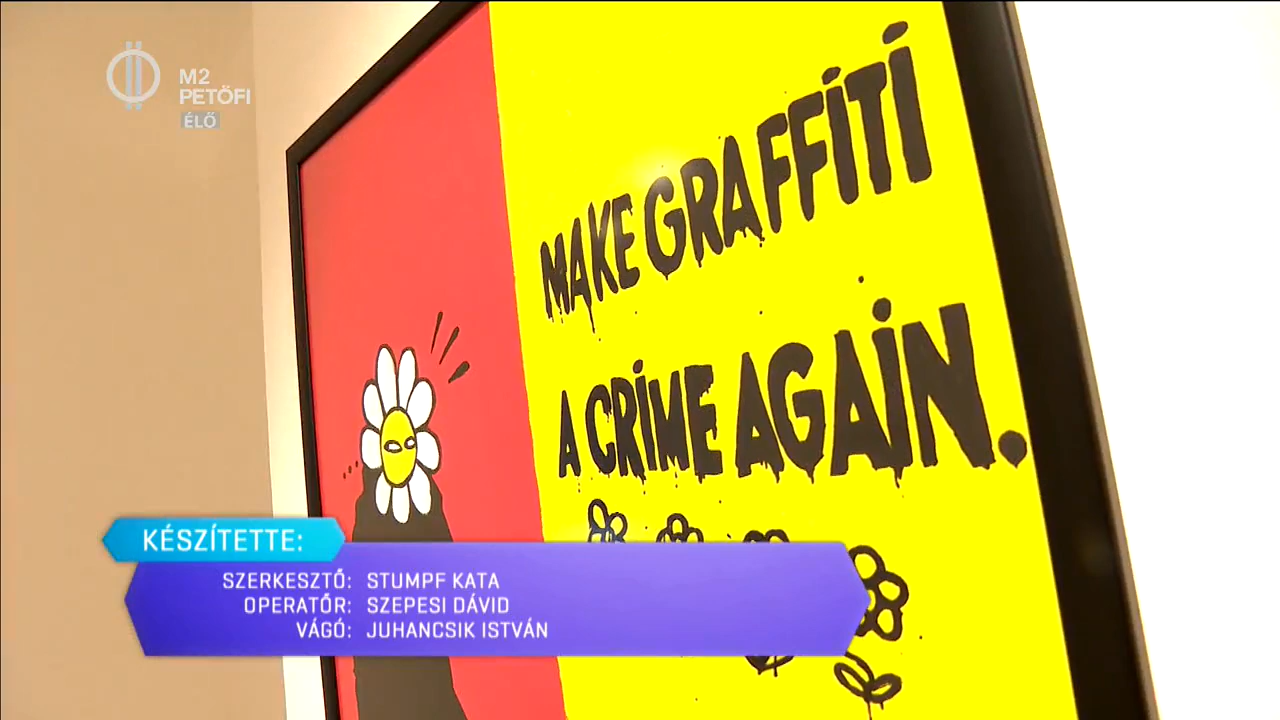 M2
PETŐFI
ÉLŐ
MAKE GRAFFITI
A CRIME AGAIN.
KÉSZÍTETTE:
SZERKESZTŐ: STUMPF KATA
OPERATŐR: SZEPESI DÁVID
VÁGÓ: JUHANCSIK ISTVÁN